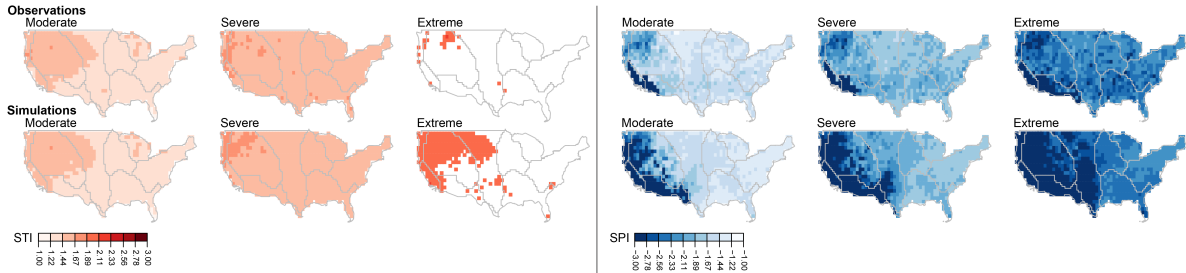 Observations
Moderate Severe Extreme
Moderate Severe Extreme
Simulations
Moderate Severe Extreme
Moderate Severe Extreme
STI
1.00 1.22 1.44 1.67 1.89 2.11 2.33 2.56 2.78 3.00
SPI
−3.00 −2.78 −2.56 −2.33 −2.11 −1.89 −1.67 −1.44 −1.22 −1.00